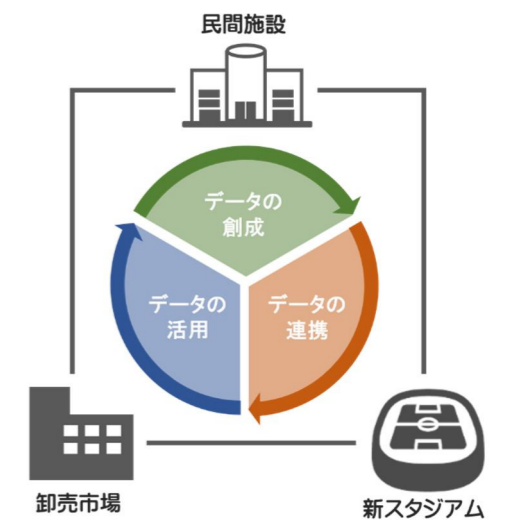 民間施設
データの
創成
データの
活用
データの
連携
卸売市場
新スタジアム